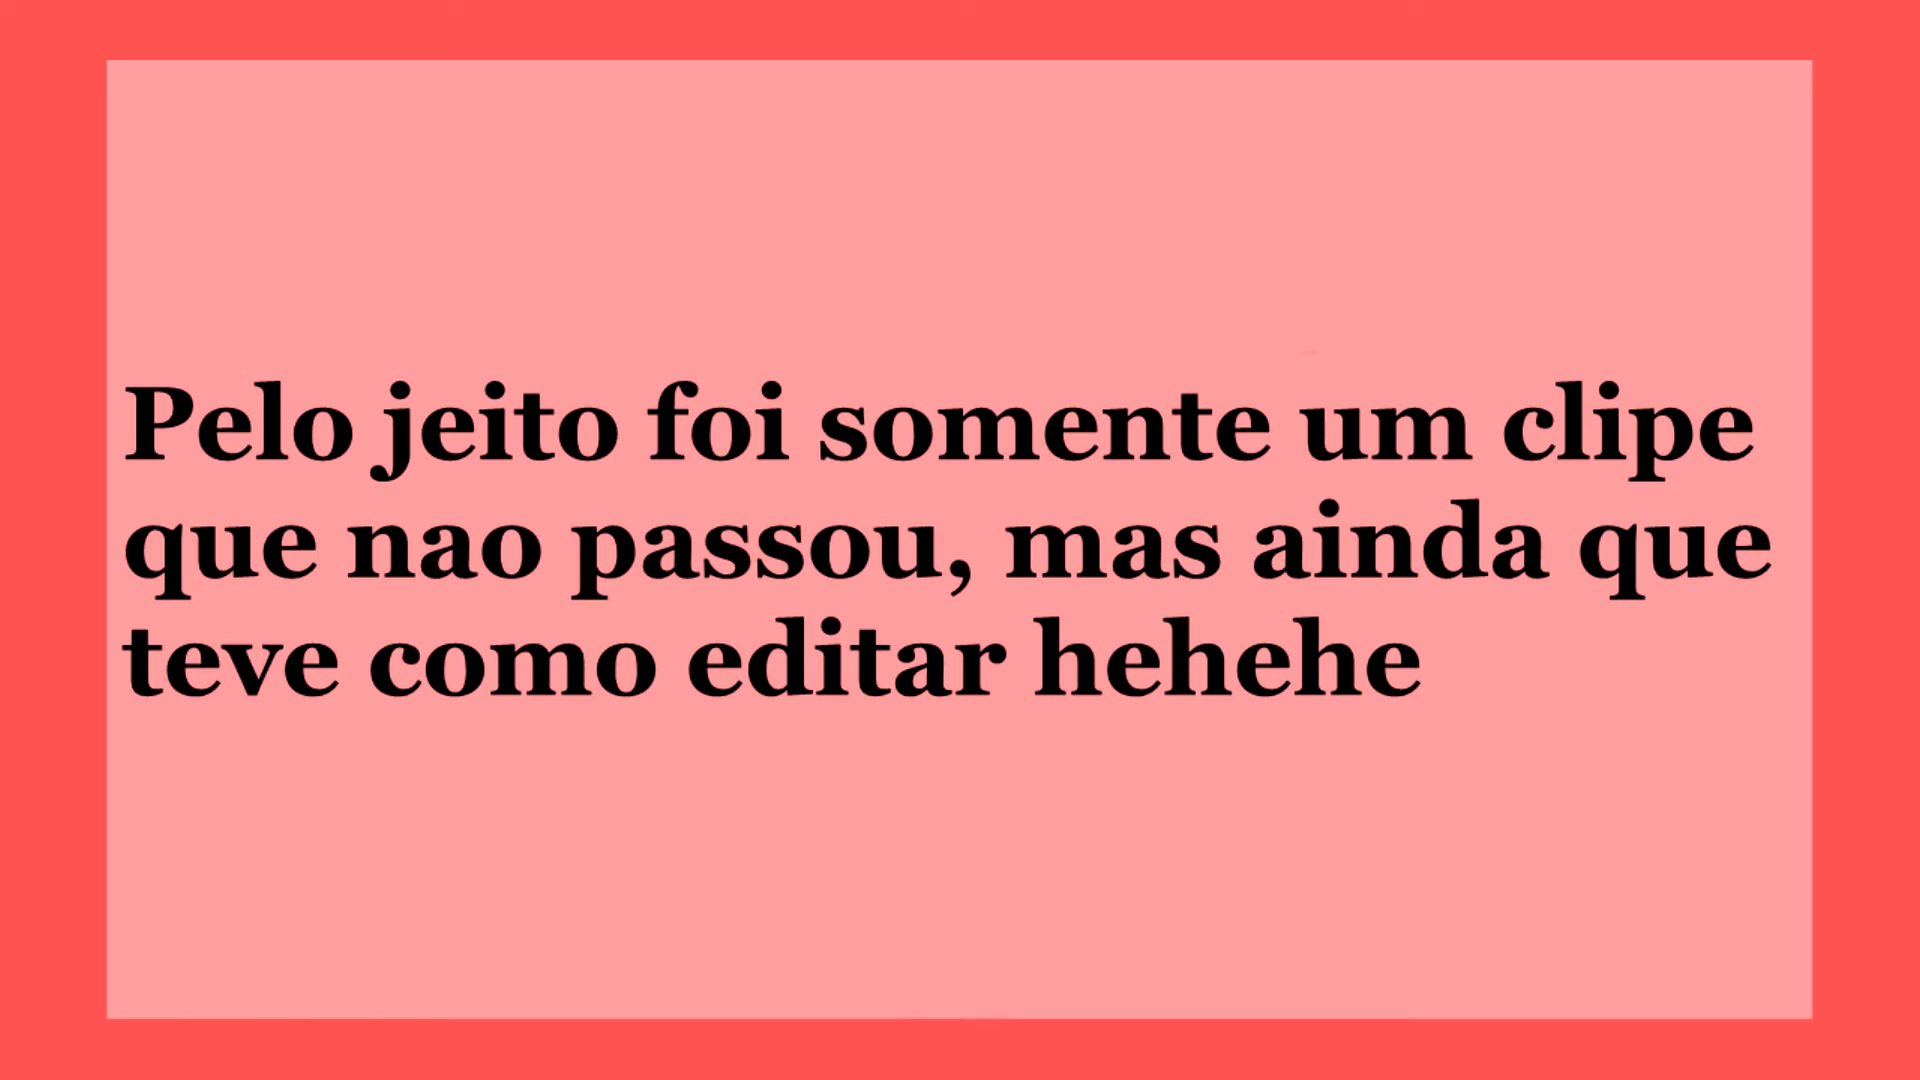 Pelo jeito foi somente um clipe
que nao passou, mas ainda que
teve como editar hehehe